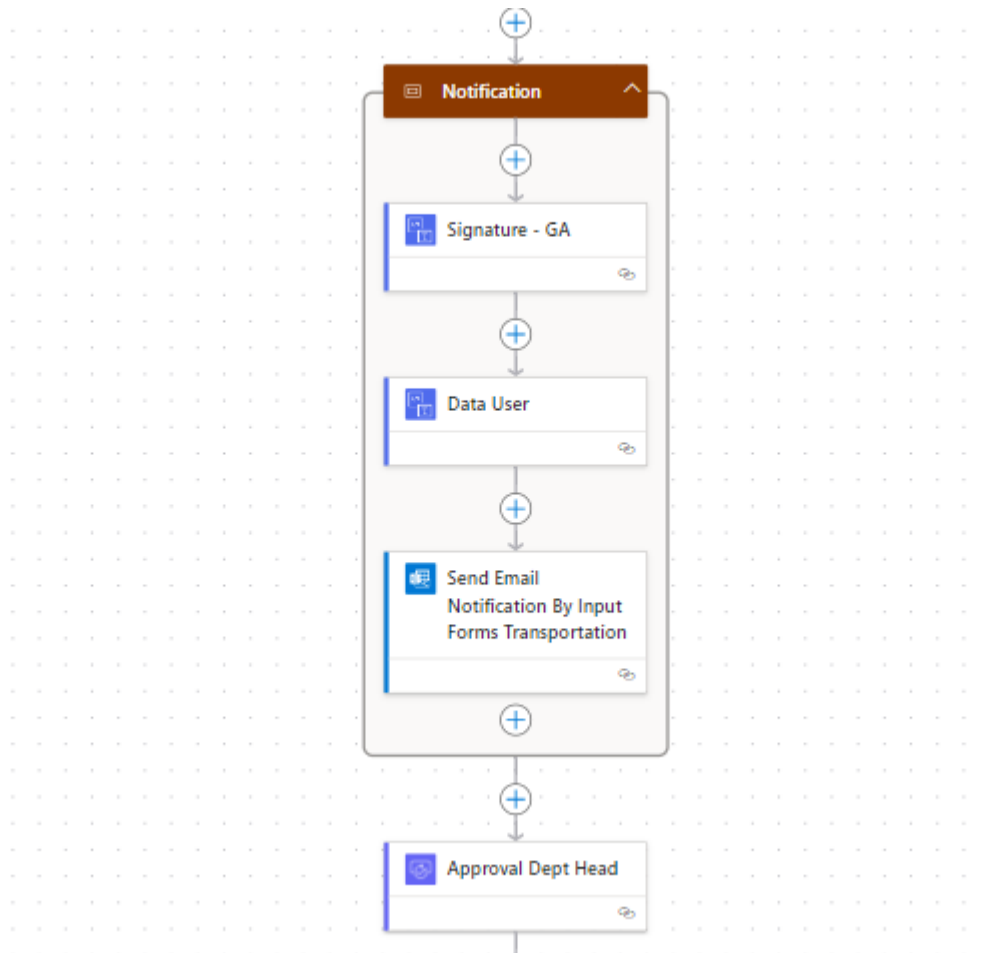 Notification
Signature - GA
Data User
Send Email
Notification By Input
Forms Transportation
Approval Dept Head